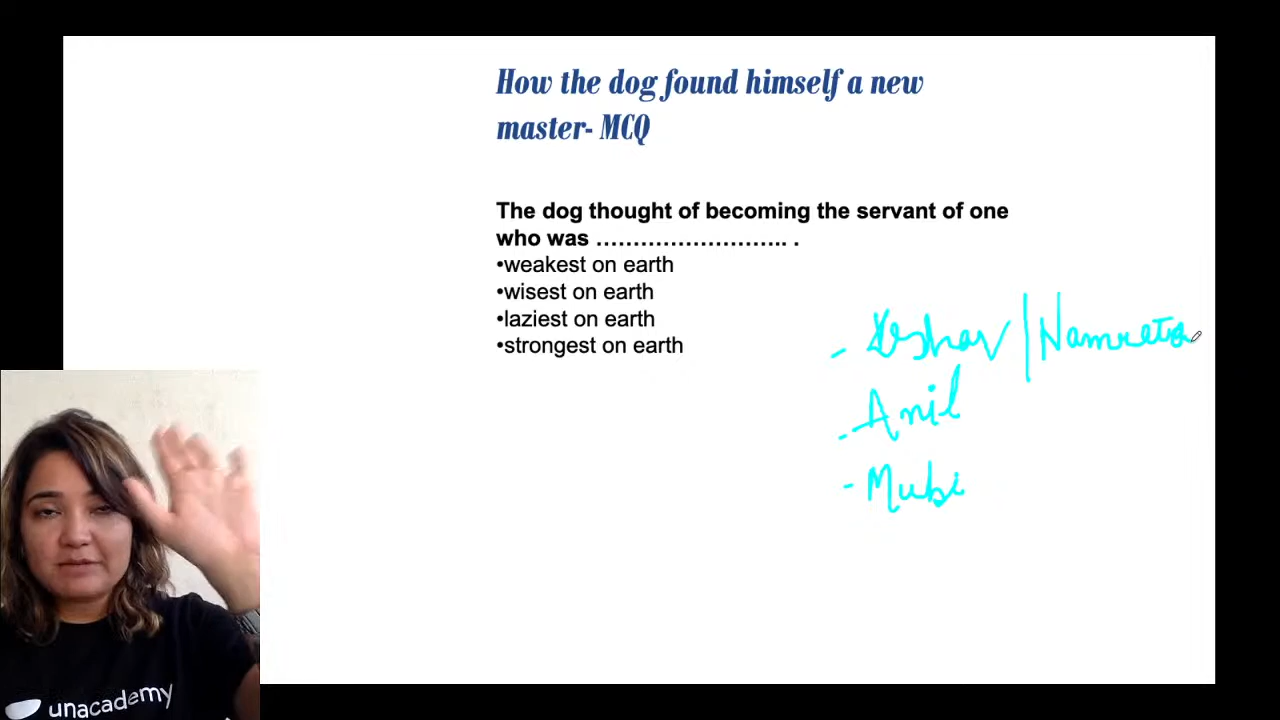 How the dog found himself a new
master- MCQ
The dog thought of becoming the servant of one
who was ……………………….. .
•weakest on earth
•wisest on earth
•laziest on earth
•strongest on earth
- Keshav / Namrata
- Anil
- Mubi
unacademy